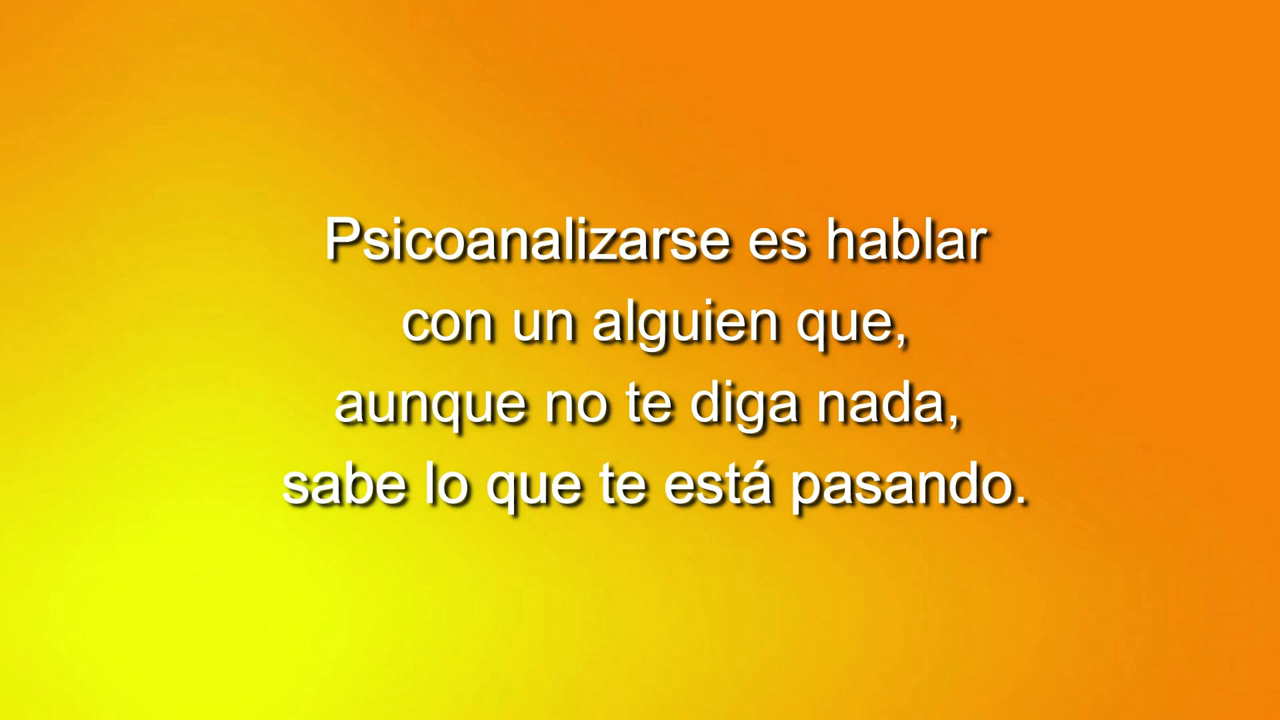 Psicoanalizarse es hablar
con un alguien que,
aunque no te diga nada,
sabe lo que te está pasando.